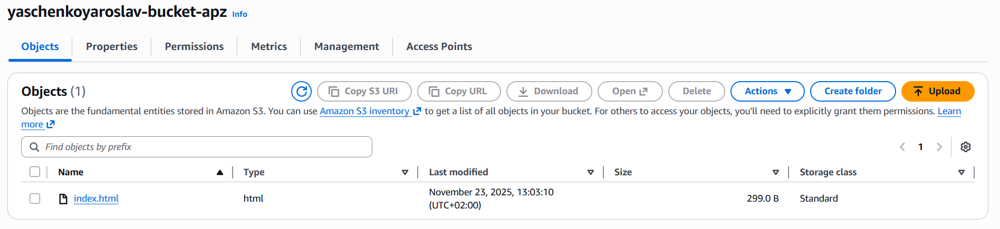 yaschenkoyaroslav-bucket-apz Info
Objects Properties Permissions Metrics Management Access Points
Objects (1) Copy S3 URI Copy URL Download Open Delete Actions Create folder Upload
Objects are the fundamental entities stored in Amazon S3. You can use Amazon S3 inventory to get a list of all objects in your bucket. For others to access your objects, you'll need to explicitly grant them permissions. Learn
more
Find objects by prefix 1
Name Type Last modified Size Storage class
index.html html November 23, 2025, 13:03:10 299.0 B Standard
(UTC+02:00)